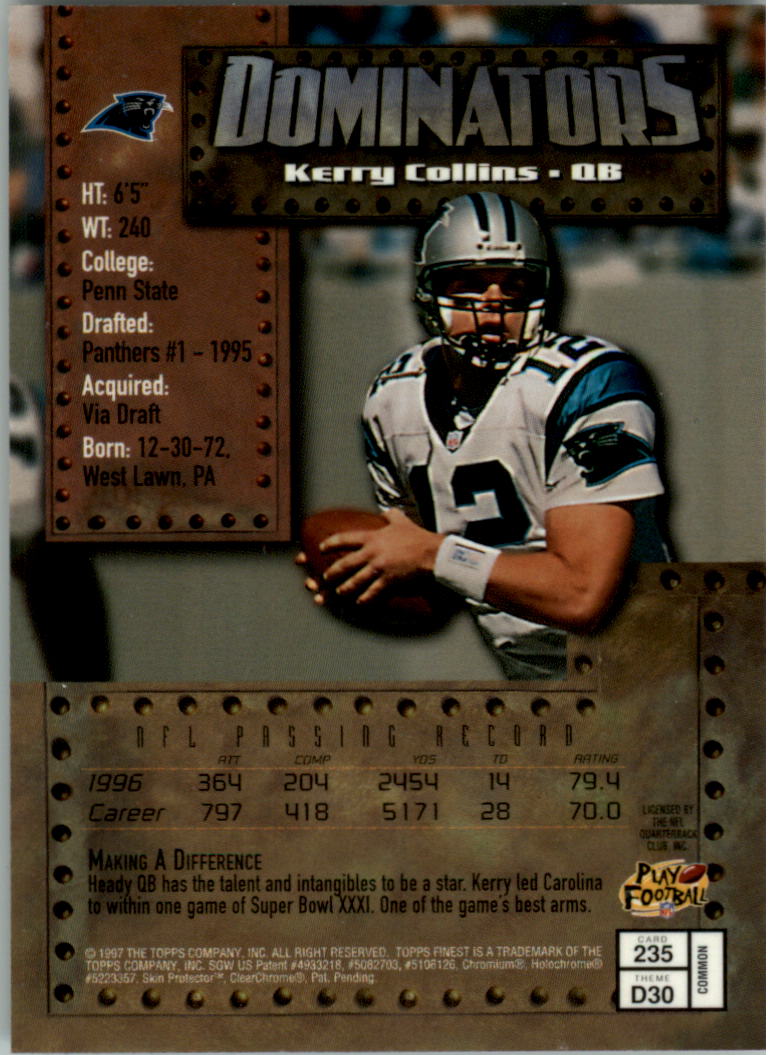 DOMINATORS
Kerry Collins • QB
HT: 6'5"
WT: 240
College:
Penn State
Drafted:
Panthers #1 - 1995
Acquired:
Via Draft
Born: 12-30-72,
West Lawn, PA
12
12
NFL PASSING RECORD
ATT COMP YDS TD RATING
1996 364 204 2454 14 79.4
Career 797 418 5171 28 70.0
LICENSED BY
THE NFL
QUARTERBACK
CLUB, INC.
MAKING A DIFFERENCE
Heady QB has the talent and intangibles to be a star. Kerry led Carolina
to within one game of Super Bowl XXXI. One of the game's best arms.
PLAY
FOOTBALL
© 1997 THE TOPPS COMPANY, INC. ALL RIGHT RESERVED. TOPPS FINEST IS A TRADEMARK OF THE
TOPPS COMPANY, INC. SGW US Patent #4933218, #5082703, #5106126, Chromium®, Holochrome®
#5223357, Skin Protector™, ClearChrome®, Pat. Pending.
CARD
235
THEME
D30
COMMON